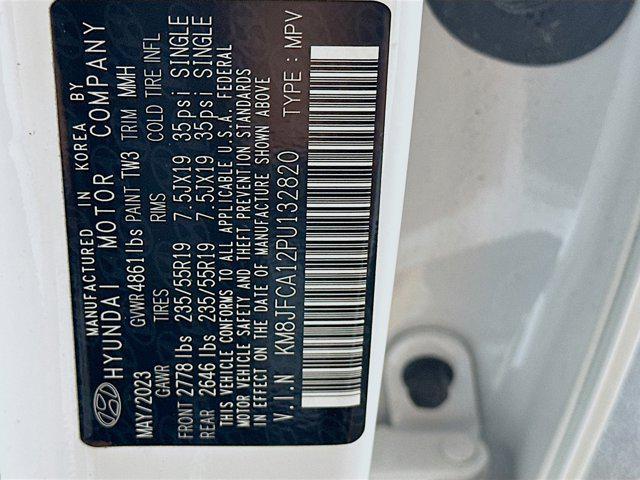 MANUFACTURED IN KOREA BY
HYUNDAI MOTOR COMPANY
MAY/2023 GVWR 4861 lbs PAINT TW3 TRIM MMH
GAWR TIRES RIMS COLD TIRE INFL
FRONT 2778 lbs 235/55R19 7.5JX19 35psi SINGLE
REAR 2646 lbs 235/55R19 7.5JX19 35psi SINGLE
THIS VEHICLE CONFORMS TO ALL APPLICABLE U.S.A. FEDERAL
MOTOR VEHICLE SAFETY AND THEFT PREVENTION STANDARDS
IN EFFECT ON THE DATE OF MANUFACTURE SHOWN ABOVE
V.I.N KM8JFCA12PU132820 TYPE : MPV